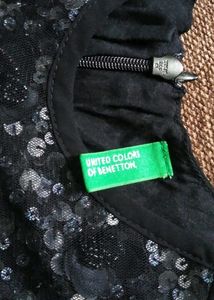 UNITED COLORS
OF BENETTON.